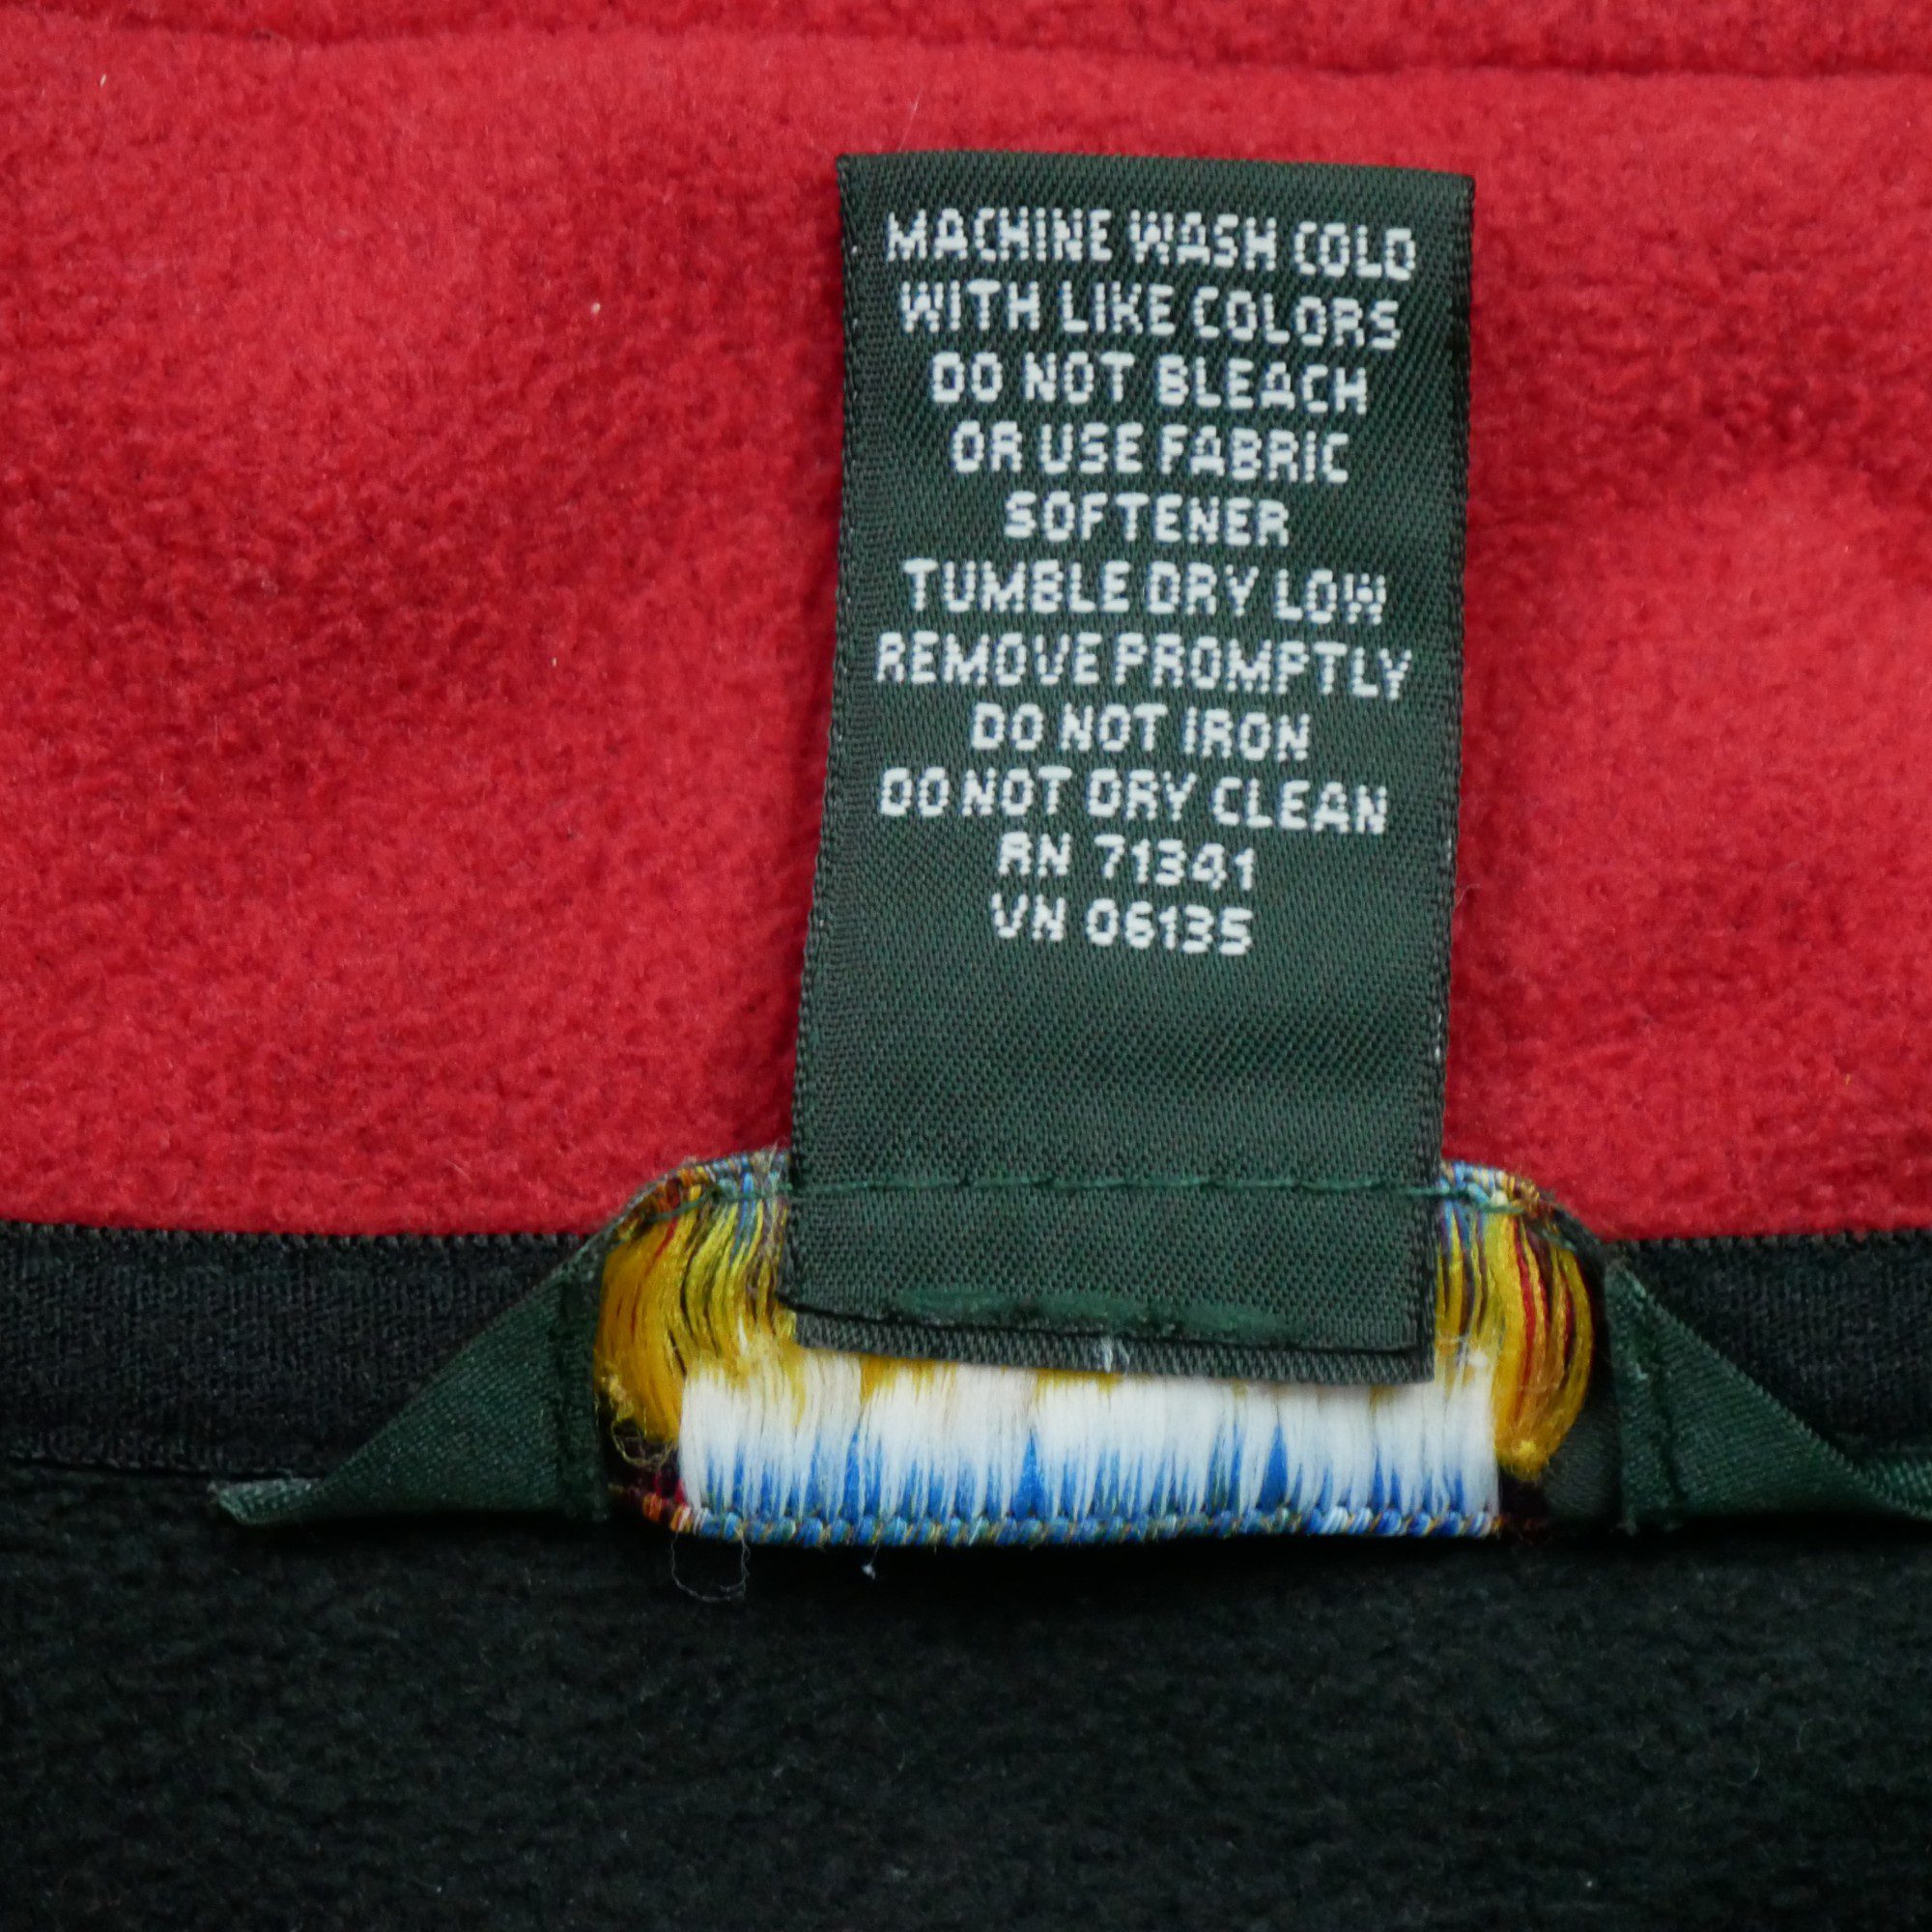 MACHINE WASH COLD
WITH LIKE COLORS
DO NOT BLEACH
OR USE FABRIC
SOFTENER
TUMBLE DRY LOW
REMOVE PROMPTLY
DO NOT IRON
DO NOT DRY CLEAN
RN 71341
VN 06135